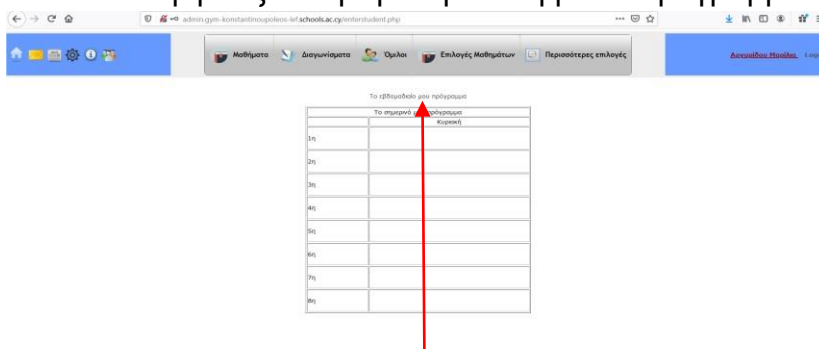 admin.gym-konstantinoupoleos-lef.schools.ac.cy/enterstudent.php
Μαθήματα Διαγωνίσματα Όμιλοι Επιλογές Μαθημάτων Περισσότερες επιλογές
Το εβδομαδιαίο μου πρόγραμμα
Το σημερινό πρόγραμμα
Κυριακή
1η
2η
3η
4η
5η
6η
7η
8η